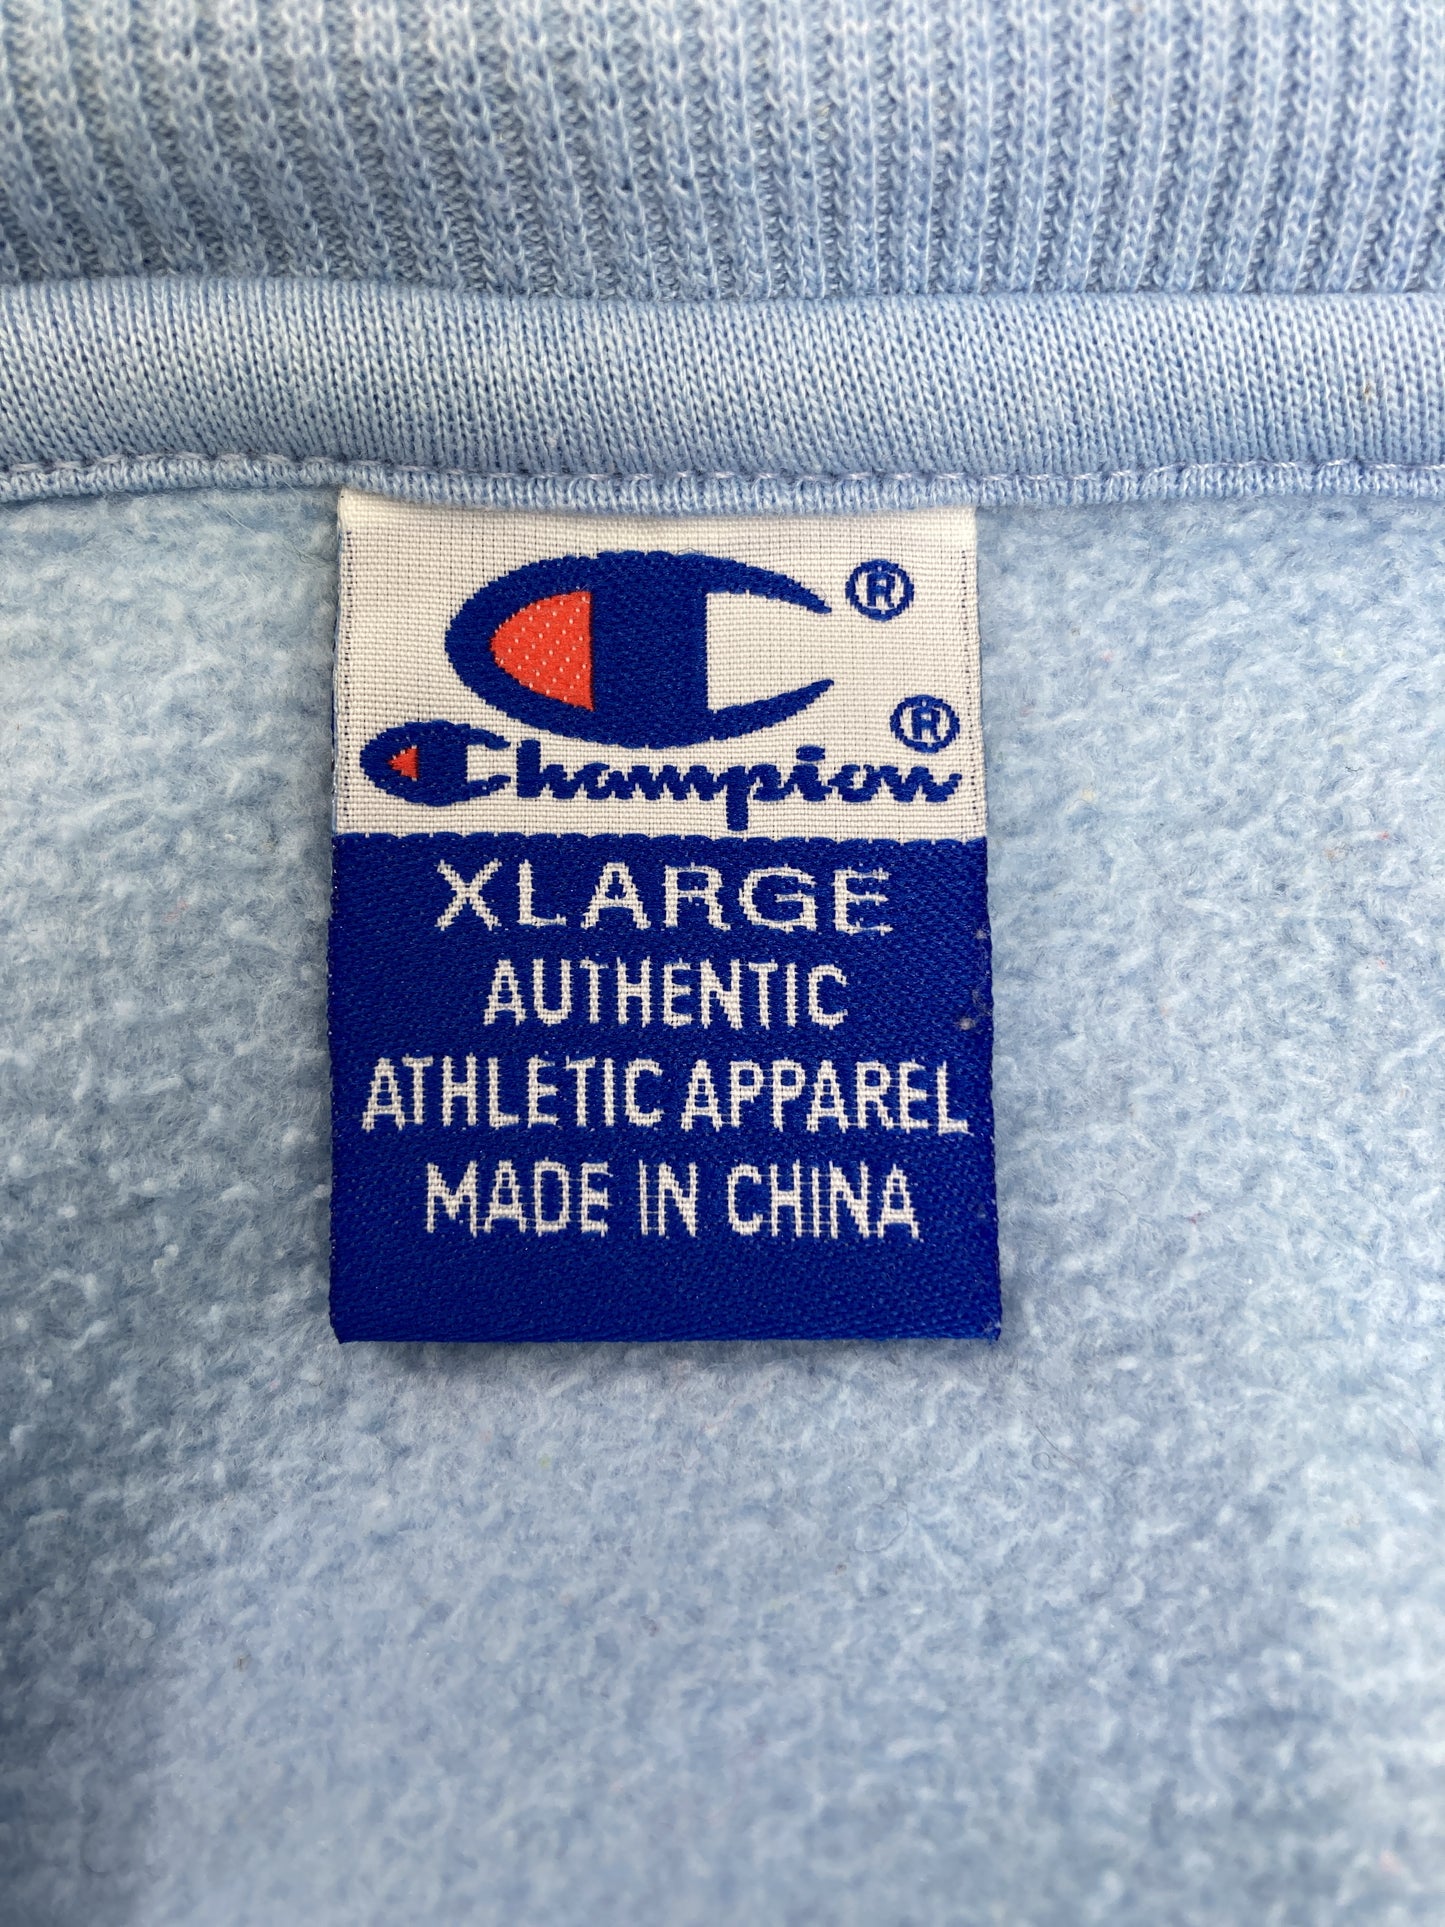 ®
Champion®
XLARGE
AUTHENTIC
ATHLETIC APPAREL
MADE IN CHINA